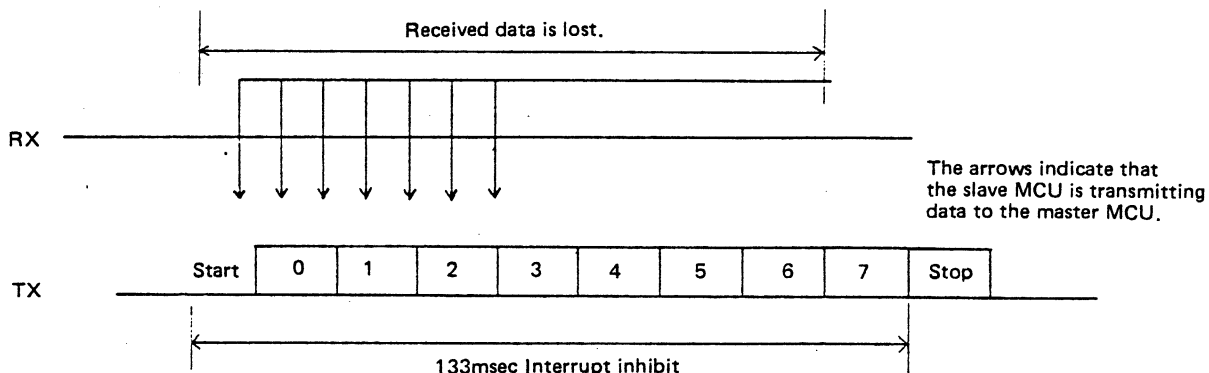 Received data is lost.
RX
The arrows indicate that
the slave MCU is transmitting
data to the master MCU.
TX
Start 0 1 2 3 4 5 6 7 Stop
133msec Interrupt inhibit